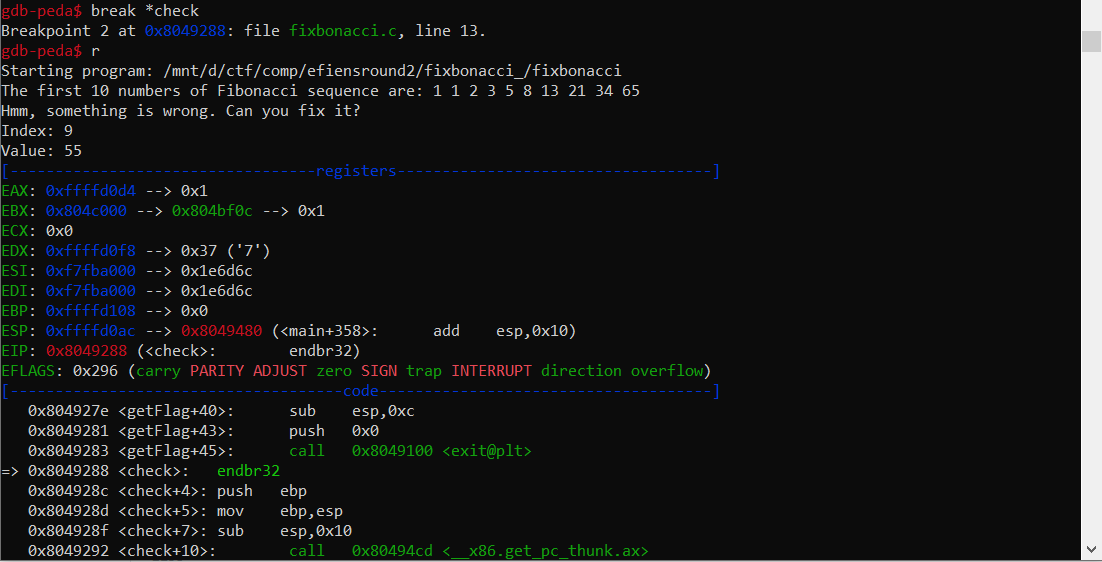 gdb-peda$ break *check
Breakpoint 2 at 0x8049288: file fixbonacci.c, line 13.
gdb-peda$ r
Starting program: /mnt/d/ctf/comp/efiensround2/fixbonacci_/fixbonacci
The first 10 numbers of Fibonacci sequence are: 1 1 2 3 5 8 13 21 34 65
Hmm, something is wrong. Can you fix it?
Index: 9
Value: 55
[----------------------------------registers-----------------------------------]
EAX: 0xffffd0d4 --> 0x1
EBX: 0x804c000 --> 0x804bf0c --> 0x1
ECX: 0x0
EDX: 0xffffd0f8 --> 0x37 ('7')
ESI: 0xf7fba000 --> 0x1e6d6c
EDI: 0xf7fba000 --> 0x1e6d6c
EBP: 0xffffd108 --> 0x0
ESP: 0xffffd0ac --> 0x8049480 (<main+358>:      add    esp,0x10)
EIP: 0x8049288 (<check>:        endbr32)
EFLAGS: 0x296 (carry PARITY ADJUST zero SIGN trap INTERRUPT direction overflow)
[-------------------------------------code-------------------------------------]
   0x804927e <getFlag+40>:      sub    esp,0xc
   0x8049281 <getFlag+43>:      push   0x0
   0x8049283 <getFlag+45>:      call   0x8049100 <exit@plt>
=> 0x8049288 <check>:   endbr32
   0x804928c <check+4>: push   ebp
   0x804928d <check+5>: mov    ebp,esp
   0x804928f <check+7>: sub    esp,0x10
   0x8049292 <check+10>:        call   0x80494cd <__x86.get_pc_thunk.ax>